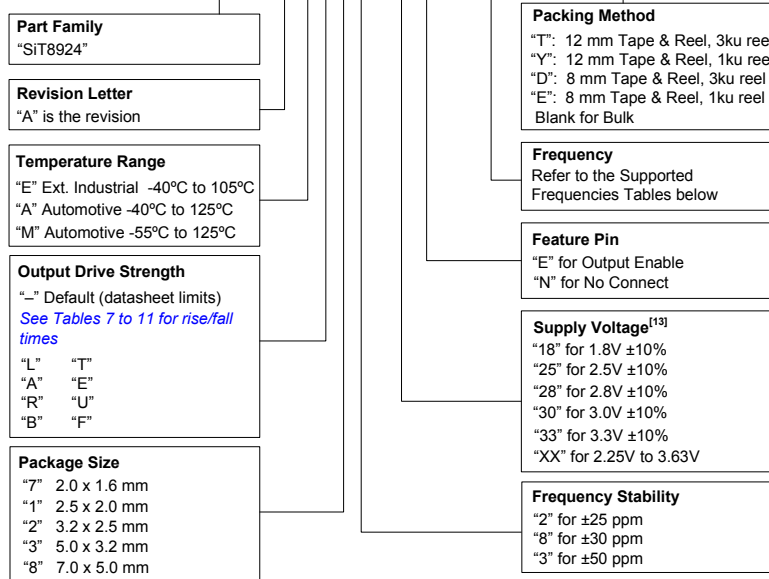 Part Family
“SiT8924”
Revision Letter
“A” is the revision
Temperature Range
“E” Ext. Industrial -40ºC to 105ºC
“A” Automotive -40ºC to 125ºC
“M” Automotive -55ºC to 125ºC
Output Drive Strength
“–” Default (datasheet limits)
See Tables 7 to 11 for rise/fall
times
“L” “T”
“A” “E”
“R” “U”
“B” “F”
Package Size
“7” 2.0 x 1.6 mm
“1” 2.5 x 2.0 mm
“2” 3.2 x 2.5 mm
“3” 5.0 x 3.2 mm
“8” 7.0 x 5.0 mm
Packing Method
“T”: 12 mm Tape & Reel, 3ku ree
“Y”: 12 mm Tape & Reel, 1ku ree
“D”: 8 mm Tape & Reel, 3ku reel
“E”: 8 mm Tape & Reel, 1ku reel
Blank for Bulk
Frequency
Refer to the Supported
Frequencies Tables below
Feature Pin
“E” for Output Enable
“N” for No Connect
Supply Voltage[13]
“18” for 1.8V ±10%
“25” for 2.5V ±10%
“28” for 2.8V ±10%
“30” for 3.0V ±10%
“33” for 3.3V ±10%
“XX” for 2.25V to 3.63V
Frequency Stability
“2” for ±25 ppm
“8” for ±30 ppm
“3” for ±50 ppm